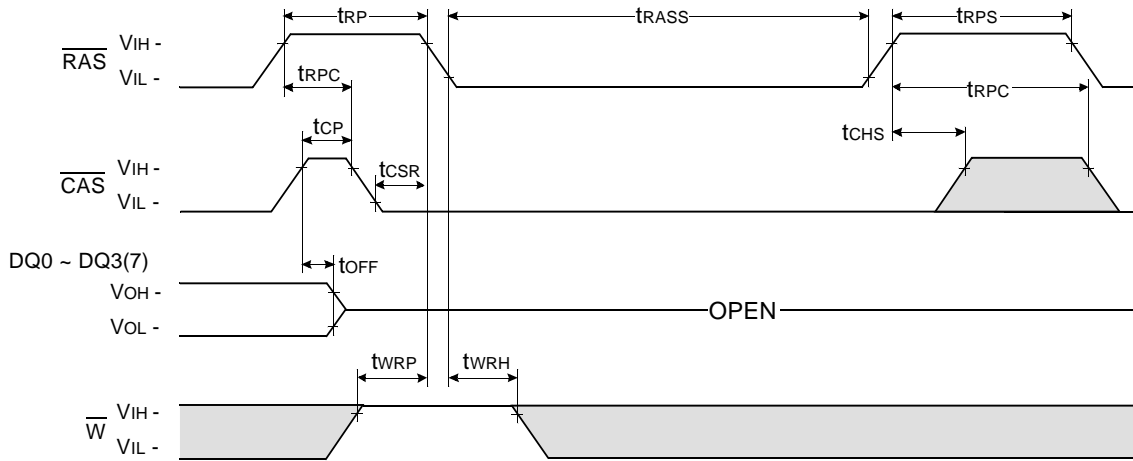 tRP tRASS tRPS
RAS VIH -
VIL -
tRPC tRPC
tCP tCHS
CAS VIH -
VIL -
tCSR
DQ0 ~ DQ3(7)
tOFF
VOH -
VOL -
OPEN
tWRP tWRH
W VIH -
VIL -